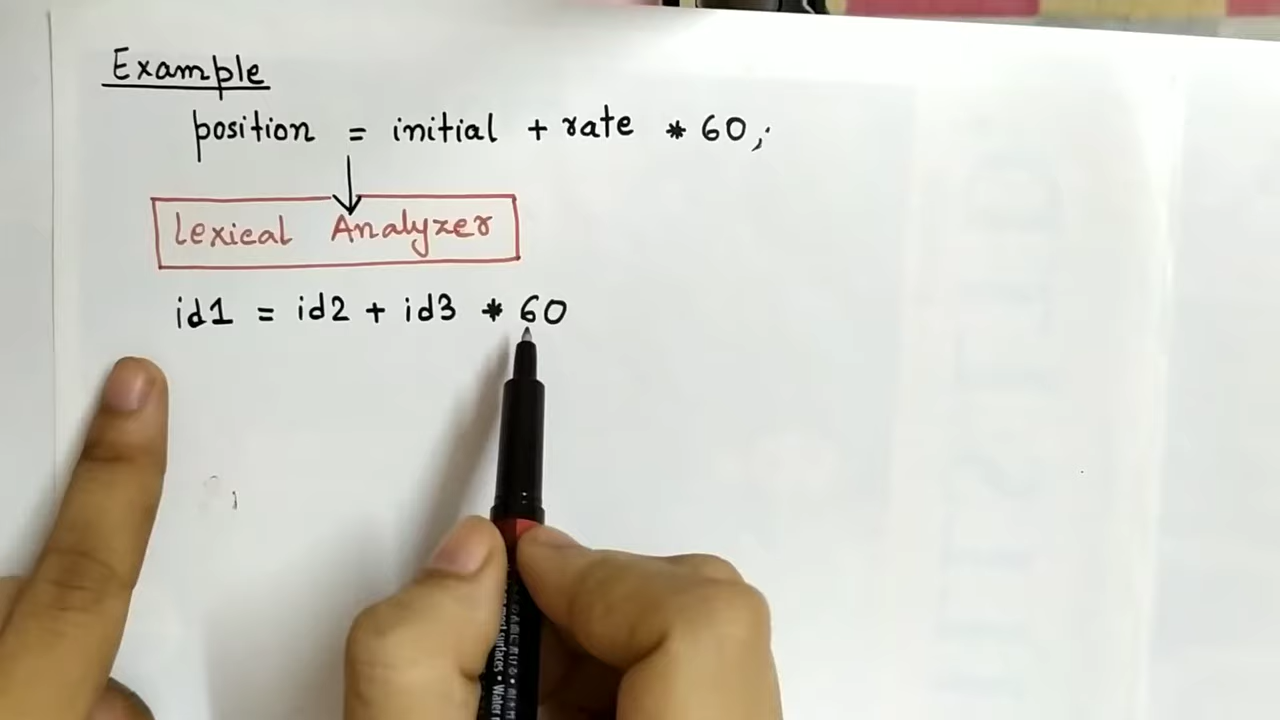 Example
position = initial + rate * 60;
Lexical Analyzer
id1 = id2 + id3 * 60